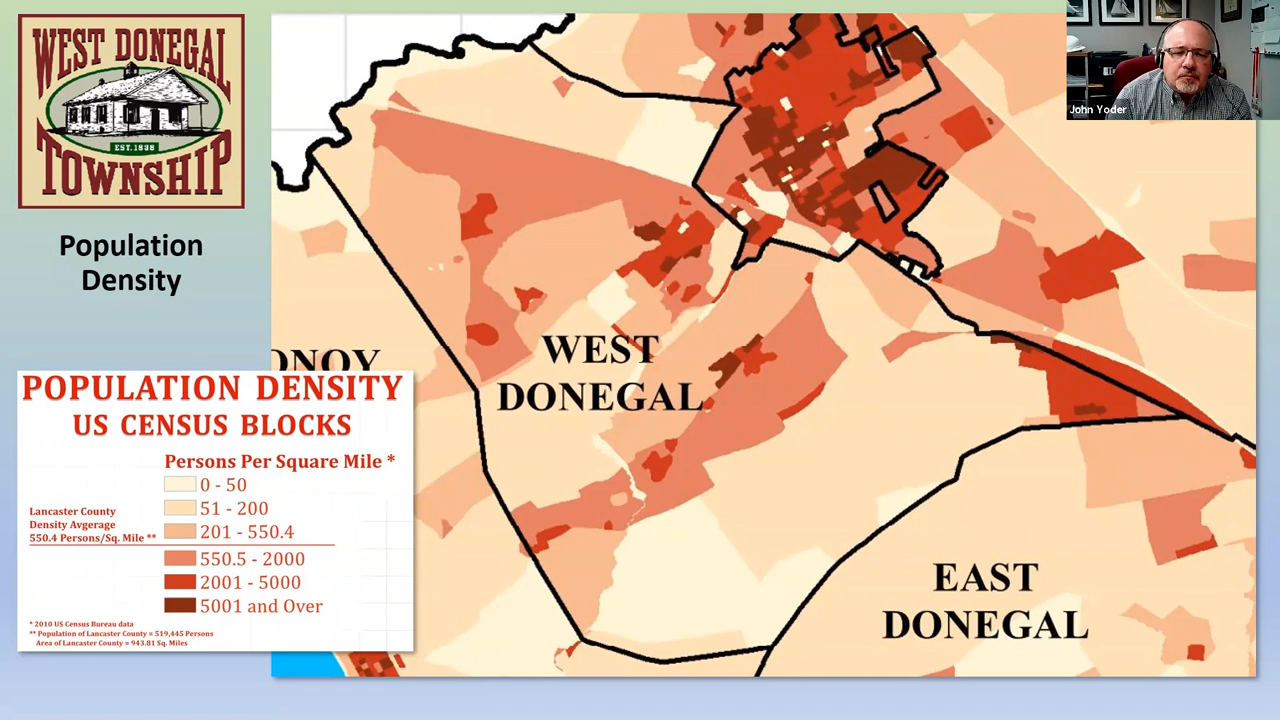 WEST DONEGAL
EST. 1838
TOWNSHIP
Population
Density
John Yoder
ONOY
WEST
DONEGAL
EAST
DONEGAL
POPULATION DENSITY
US CENSUS BLOCKS
Persons Per Square Mile *
0 - 50
51 - 200
201 - 550.4
Lancaster County
Density Avgerage
550.4 Persons/Sq. Mile **
550.5 - 2000
2001 - 5000
5001 and Over
* 2010 US Census Bureau data
** Population of Lancaster County = 519,445 Persons
Area of Lancaster County = 943.81 Sq. Miles